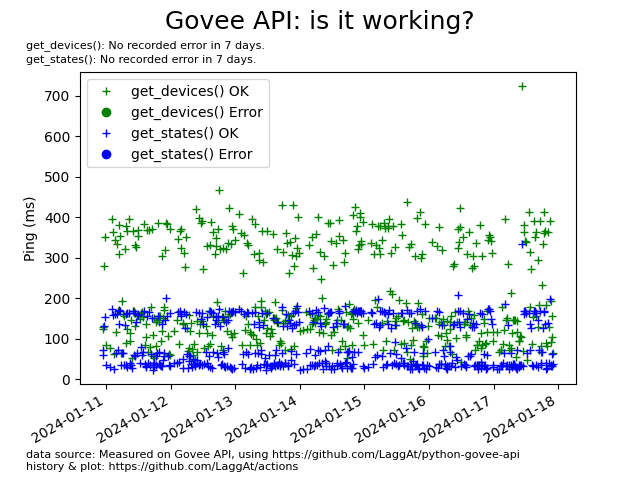 Govee API: is it working?
get_devices(): No recorded error in 7 days.
get_states(): No recorded error in 7 days.
get_devices() OK
get_devices() Error
get_states() OK
get_states() Error
Ping (ms)
700
600
500
400
300
200
100
0
2024-01-11
2024-01-12
2024-01-13
2024-01-14
2024-01-15
2024-01-16
2024-01-17
2024-01-18
data source: Measured on Govee API, using https://github.com/LaggAt/python-govee-api
history & plot: https://github.com/LaggAt/actions